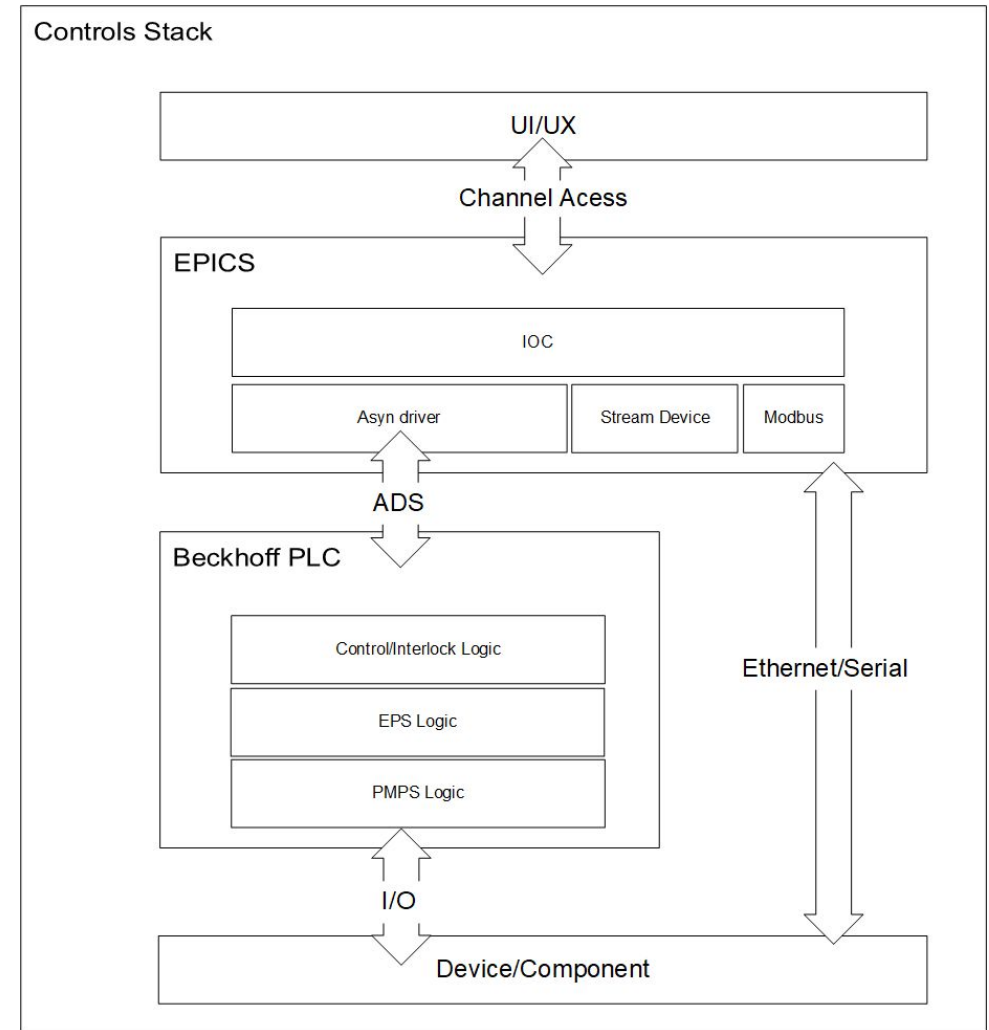 Controls Stack
UI/UX
Channel Acess
EPICS
IOC
Asyn driver
Stream Device
Modbus
ADS
Beckhoff PLC
Control/Interlock Logic
EPS Logic
PMPS Logic
Ethernet/Serial
I/O
Device/Component